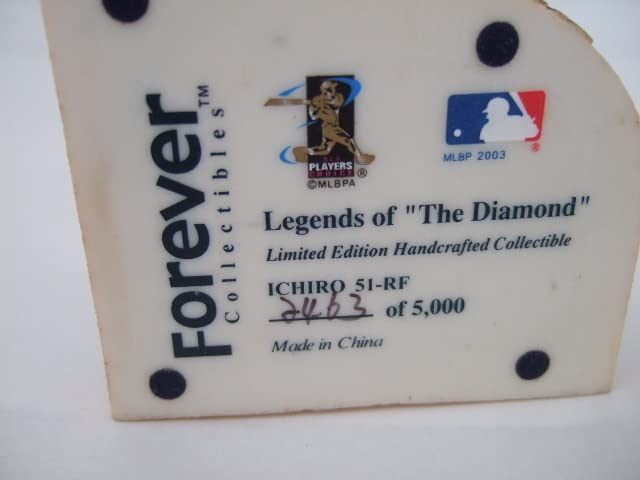 Forever™
Collectibles
MLB
PLAYERS
CHOICE®
©MLBPA
®
MLBP 2003
Legends of "The Diamond"
Limited Edition Handcrafted Collectible
ICHIRO 51-RF
2463 of 5,000
Made in China